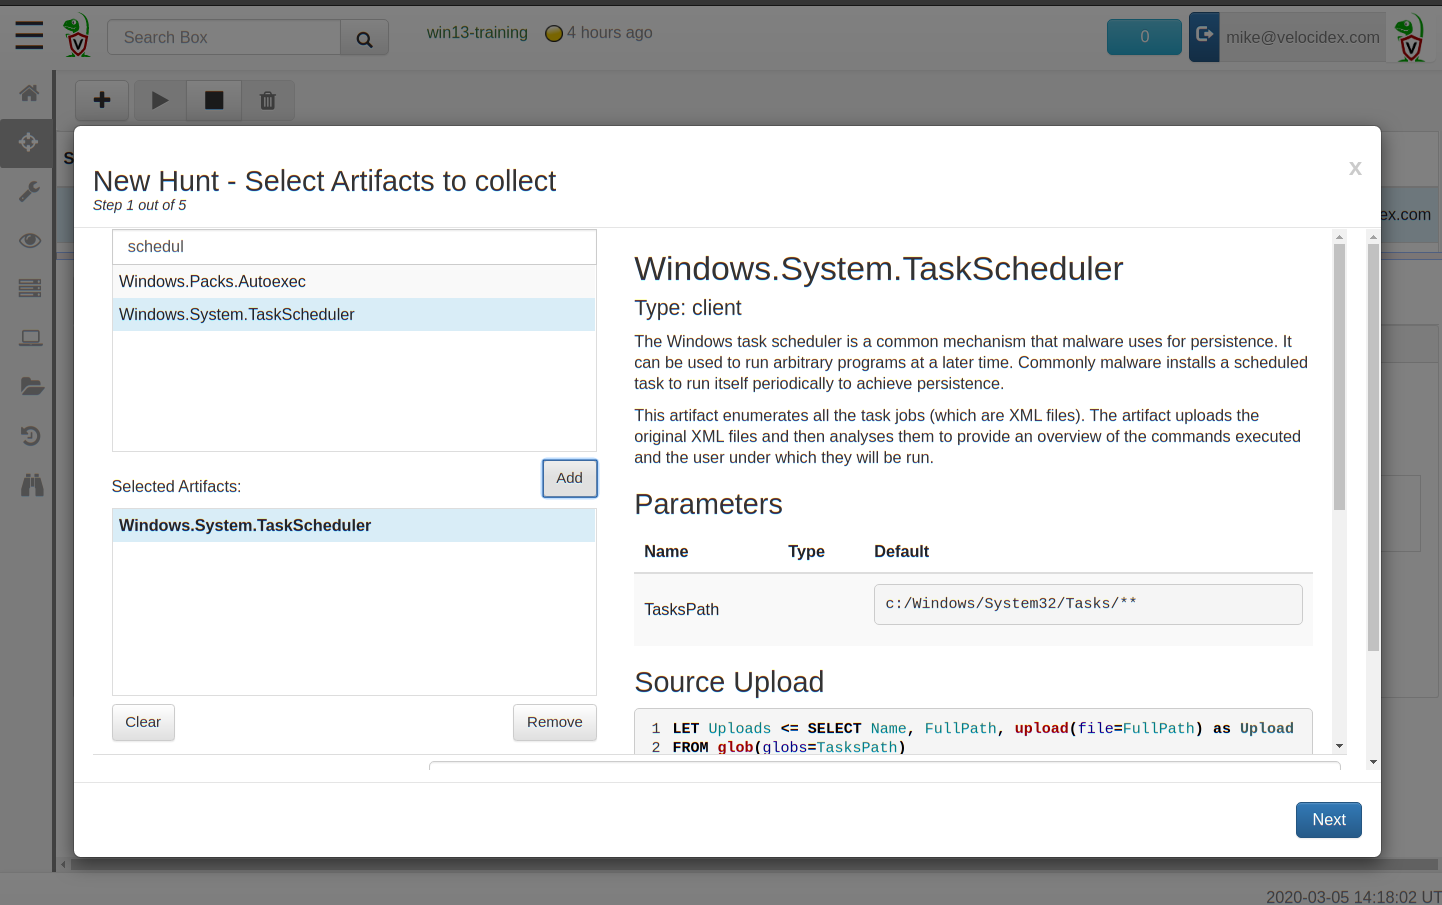 Search Box
win13-training
4 hours ago
0
mike@velocidex.com
S
New Hunt - Select Artifacts to collect
x
Step 1 out of 5
ex.com
schedul
Windows.Packs.Autoexec
Windows.System.TaskScheduler
Add
Selected Artifacts:
Windows.System.TaskScheduler
Clear
Remove
Windows.System.TaskScheduler
Type: client
The Windows task scheduler is a common mechanism that malware uses for persistence. It
can be used to run arbitrary programs at a later time. Commonly malware installs a scheduled
task to run itself periodically to achieve persistence.
This artifact enumerates all the task jobs (which are XML files). The artifact uploads the
original XML files and then analyses them to provide an overview of the commands executed
and the user under which they will be run.
Parameters
Name Type Default
TasksPath c:/Windows/System32/Tasks/**
Source Upload
1 LET Uploads <= SELECT Name, FullPath, upload(file=FullPath) as Upload
2 FROM glob(globs=TasksPath)
Next
2020-03-05 14:18:02 UT